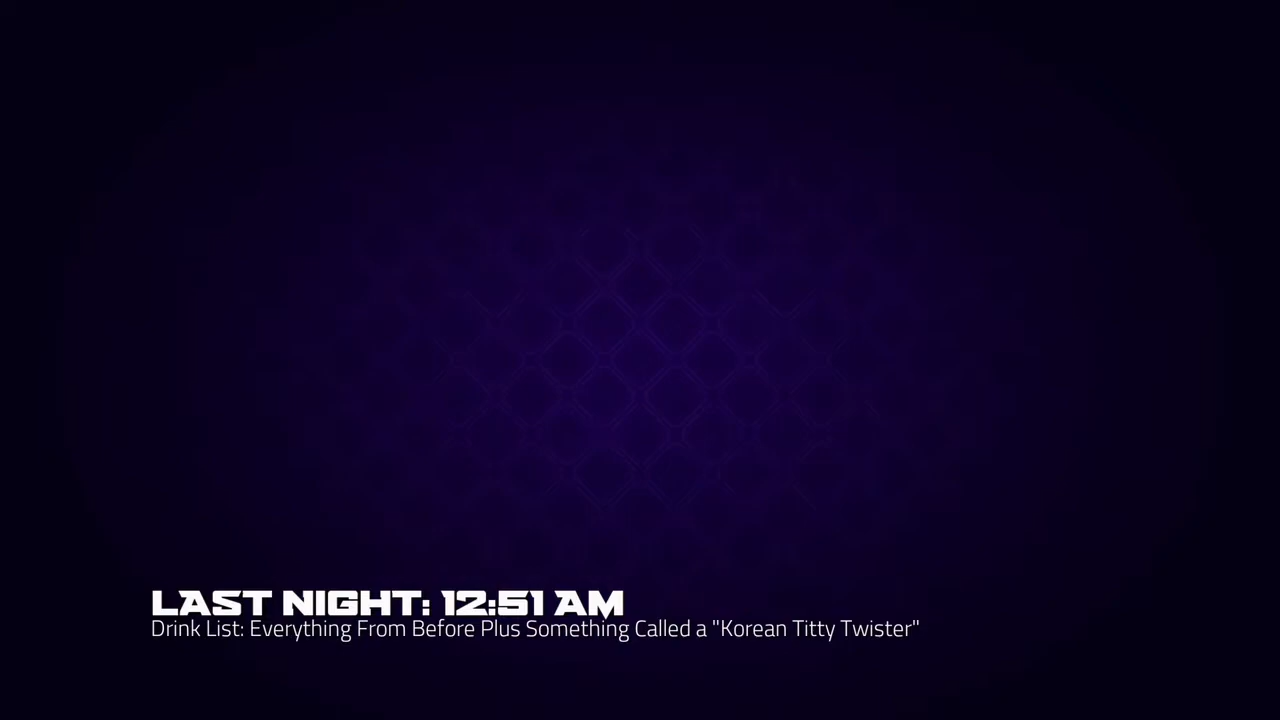 LAST NIGHT: 12:51 AM
Drink List: Everything From Before Plus Something Called a "Korean Titty Twister"